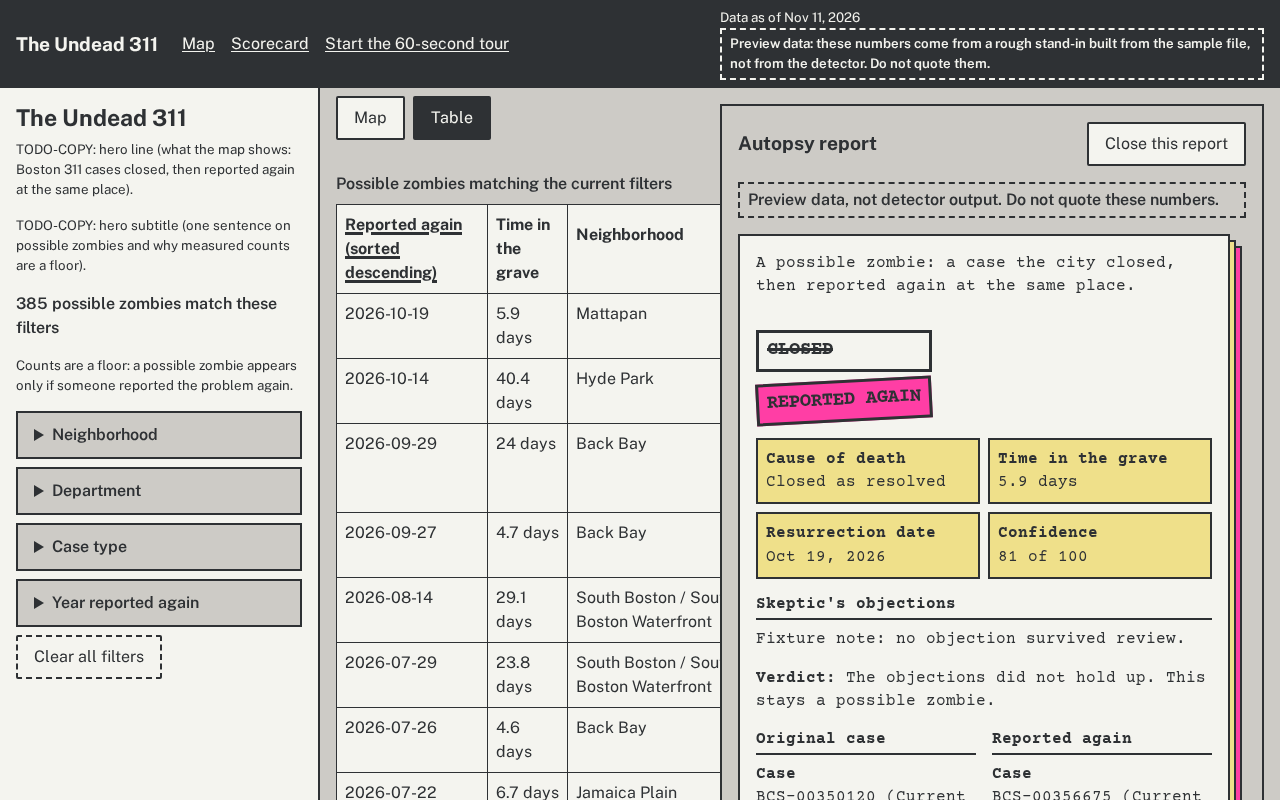 The Undead 311
Map
Scorecard
Start the 60-second tour
Data as of Nov 11, 2026
Preview data: these numbers come from a rough stand-in built from the sample file,
not from the detector. Do not quote them.
The Undead 311
TODO-COPY: hero line (what the map shows:
Boston 311 cases closed, then reported again
at the same place).
TODO-COPY: hero subtitle (one sentence on
possible zombies and why measured counts
are a floor).
385 possible zombies match these
filters
Counts are a floor: a possible zombie appears
only if someone reported the problem again.
Neighborhood
Department
Case type
Year reported again
Clear all filters
Map
Table
Possible zombies matching the current filters
Reported again
(sorted
descending)
Time in
the
grave
Neighborhood
2026-10-19
5.9
days
Mattapan
2026-10-14
40.4
days
Hyde Park
2026-09-29
24 days
Back Bay
2026-09-27
4.7 days
Back Bay
2026-08-14
29.1
days
South Boston / Sou
Boston Waterfront
2026-07-29
23.8
days
South Boston / Sou
Boston Waterfront
2026-07-26
4.6
days
Back Bay
2026-07-22
6.7 days
Jamaica Plain
Autopsy report
Close this report
Preview data, not detector output. Do not quote these numbers.
A possible zombie: a case the city closed,
then reported again at the same place.
CLOSED
REPORTED AGAIN
Cause of death
Closed as resolved
Time in the grave
5.9 days
Resurrection date
Oct 19, 2026
Confidence
81 of 100
Skeptic's objections
Fixture note: no objection survived review.
Verdict: The objections did not hold up. This
stays a possible zombie.
Original case
Case
BCS-00350120 (Current
Reported again
Case
BCS-00356675 (Current